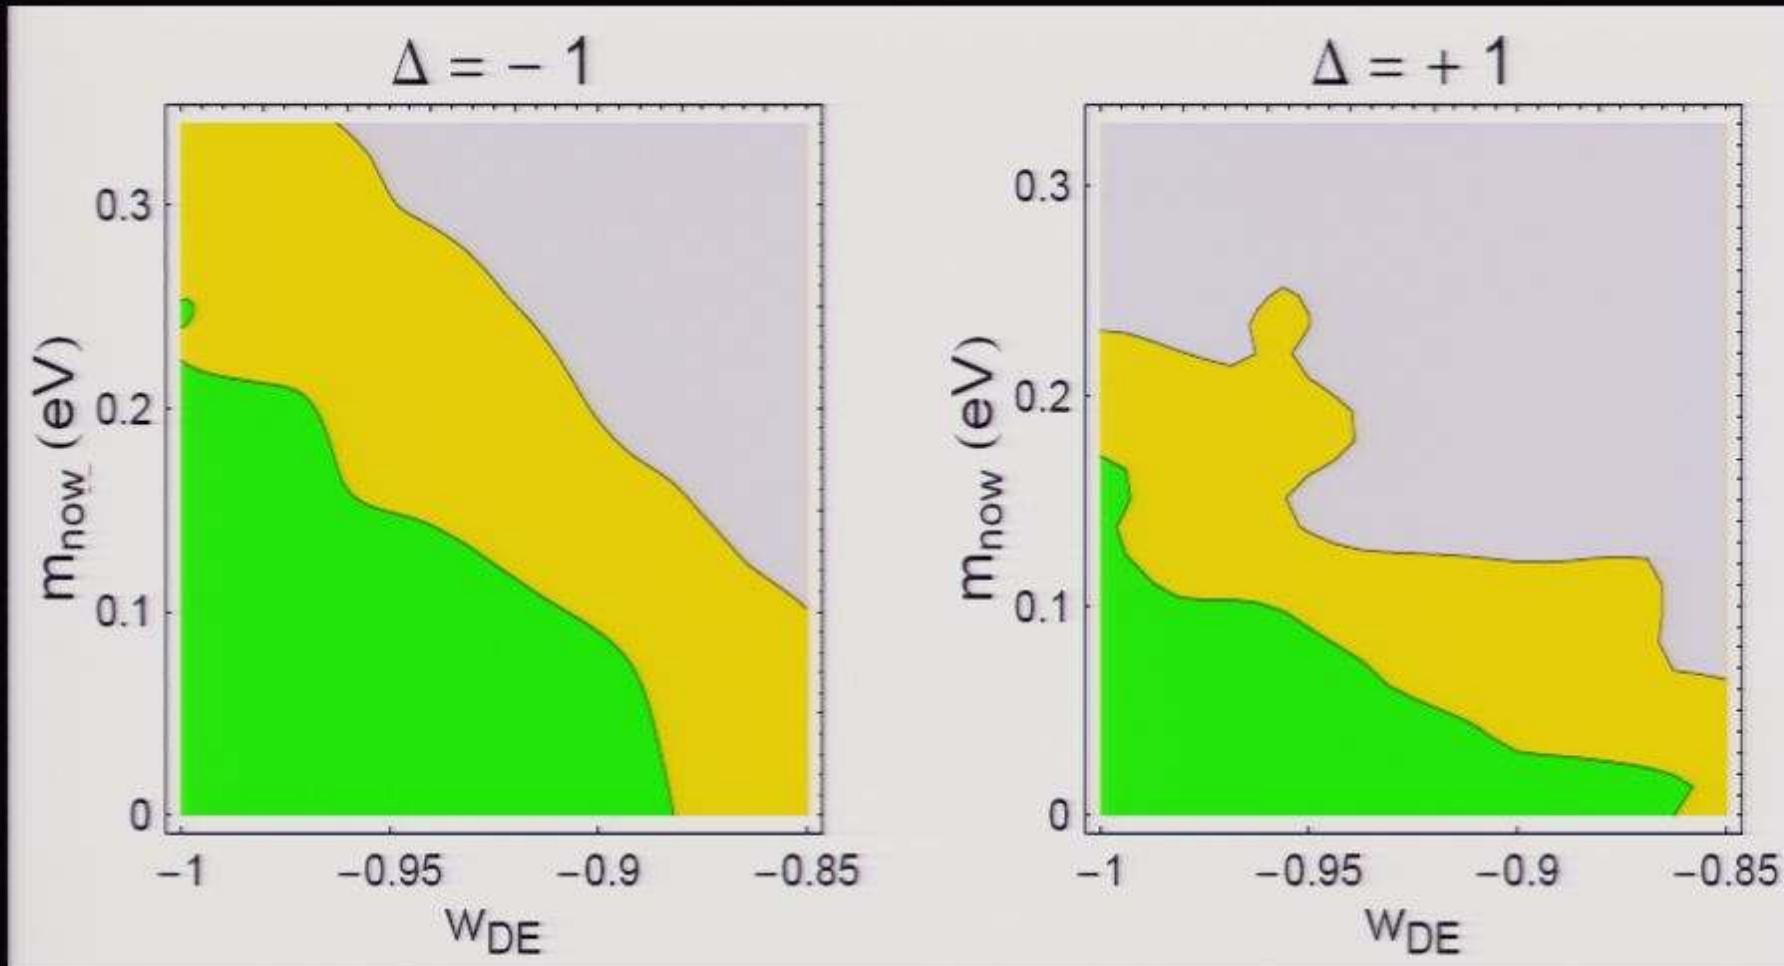 Δ = − 1
0.3
0.2
0.1
0
m_now (eV)
−1 −0.95 −0.9 −0.85
w_DE
Δ = + 1
0.3
0.2
0.1
0
m_now (eV)
−1 −0.95 −0.9 −0.85
w_DE